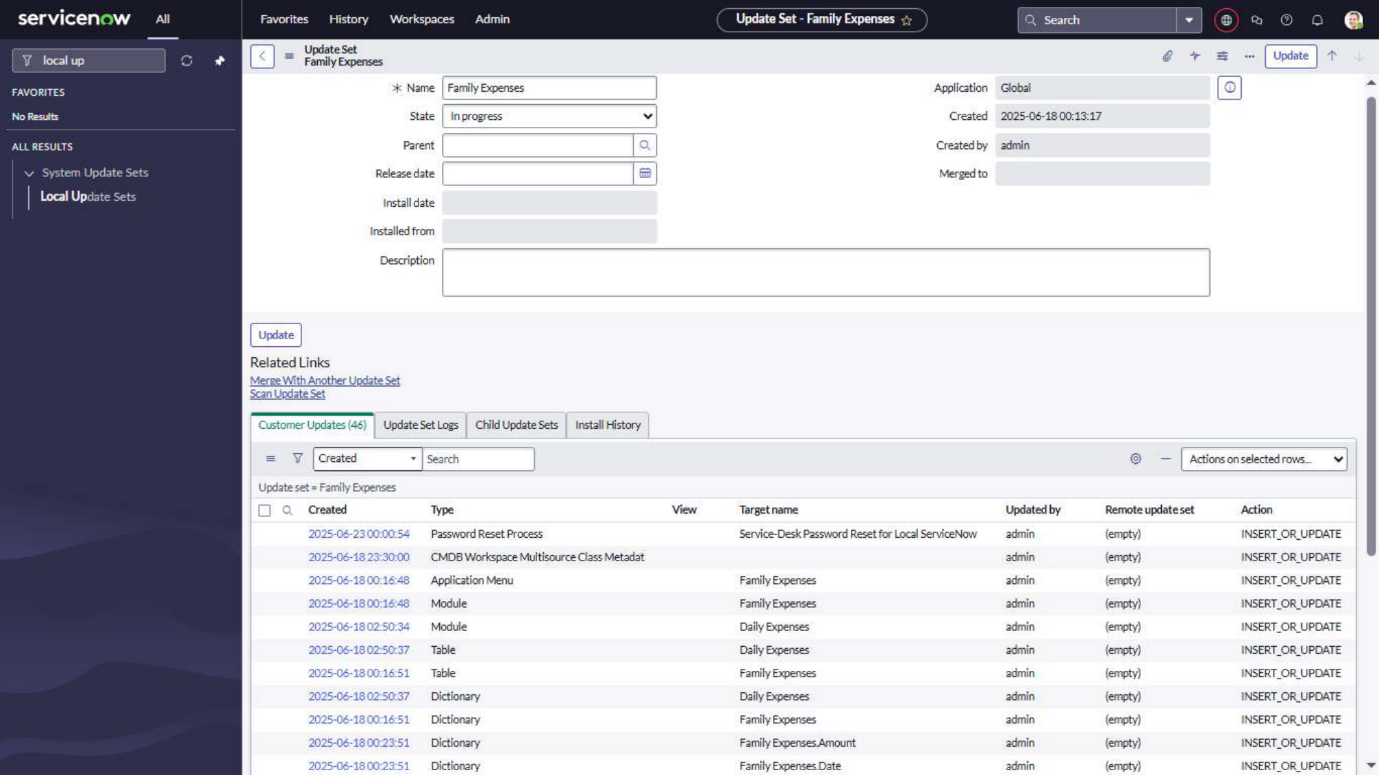 servicenow All Favorites History Workspaces Admin Update Set - Family Expenses Search
local up
FAVORITES
No Results
ALL RESULTS
System Update Sets
Local Update Sets
Update Set
Family Expenses
Update
Name Family Expenses
Application Global
State In progress
Created 2025-06-18 00:13:17
Parent
Created by admin
Release date
Merged to
Install date
Installed from
Description
Update
Related Links
Merge With Another Update Set
Scan Update Set
Customer Updates (46) Update Set Logs Child Update Sets Install History
Created Search Actions on selected rows...
Update set = Family Expenses
Created Type View Target name Updated by Remote update set Action
2025-06-23 00:00:54 Password Reset Process Service-Desk Password Reset for Local ServiceNow admin (empty) INSERT_OR_UPDATE
2025-06-18 23:30:00 CMDB Workspace Multisource Class Metadat admin (empty) INSERT_OR_UPDATE
2025-06-18 00:16:48 Application Menu Family Expenses admin (empty) INSERT_OR_UPDATE
2025-06-18 00:16:48 Module Family Expenses admin (empty) INSERT_OR_UPDATE
2025-06-18 02:50:34 Module Daily Expenses admin (empty) INSERT_OR_UPDATE
2025-06-18 02:50:37 Table Daily Expenses admin (empty) INSERT_OR_UPDATE
2025-06-18 00:16:51 Table Family Expenses admin (empty) INSERT_OR_UPDATE
2025-06-18 02:50:37 Dictionary Daily Expenses admin (empty) INSERT_OR_UPDATE
2025-06-18 00:16:51 Dictionary Family Expenses admin (empty) INSERT_OR_UPDATE
2025-06-18 00:23:51 Dictionary Family Expenses.Amount admin (empty) INSERT_OR_UPDATE
2025-06-18 00:23:51 Dictionary Family Expenses.Date admin (empty) INSERT_OR_UPDATE